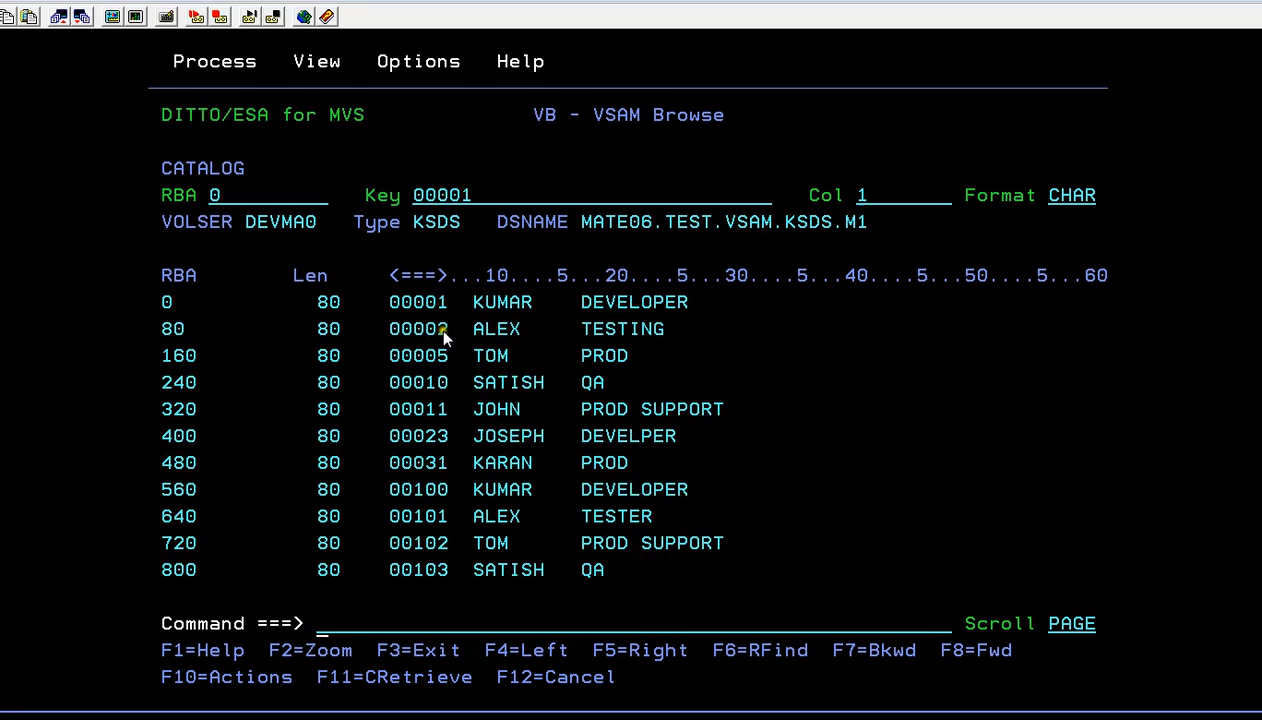 Process View Options Help
DITTO/ESA for MVS VB - VSAM Browse
CATALOG
RBA 0 Key 00001 Col 1 Format CHAR
VOLSER DEVMA0 Type KSDS DSNAME MATE06.TEST.VSAM.KSDS.M1
RBA Len <===>...10....5...20....5...30....5...40....5...50....5...60
0 80 00001 KUMAR DEVELOPER
80 80 00002 ALEX TESTING
160 80 00005 TOM PROD
240 80 00010 SATISH QA
320 80 00011 JOHN PROD SUPPORT
400 80 00023 JOSEPH DEVELPER
480 80 00031 KARAN PROD
560 80 00100 KUMAR DEVELOPER
640 80 00101 ALEX TESTER
720 80 00102 TOM PROD SUPPORT
800 80 00103 SATISH QA
Command ===> Scroll PAGE
F1=Help F2=Zoom F3=Exit F4=Left F5=Right F6=RFind F7=Bkwd F8=Fwd
F10=Actions F11=CRetrieve F12=Cancel